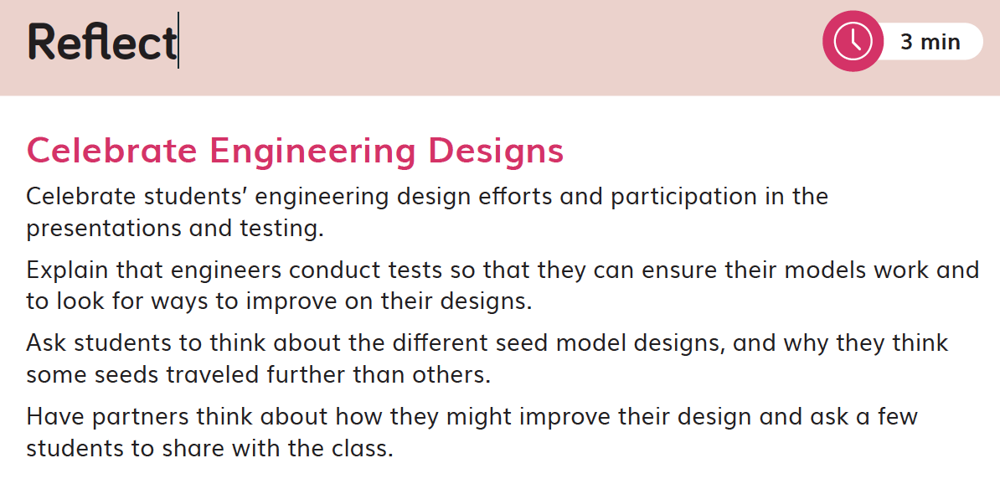 Reflect
3 min
Celebrate Engineering Designs
Celebrate students’ engineering design efforts and participation in the
presentations and testing.
Explain that engineers conduct tests so that they can ensure their models work and
to look for ways to improve on their designs.
Ask students to think about the different seed model designs, and why they think
some seeds traveled further than others.
Have partners think about how they might improve their design and ask a few
students to share with the class.